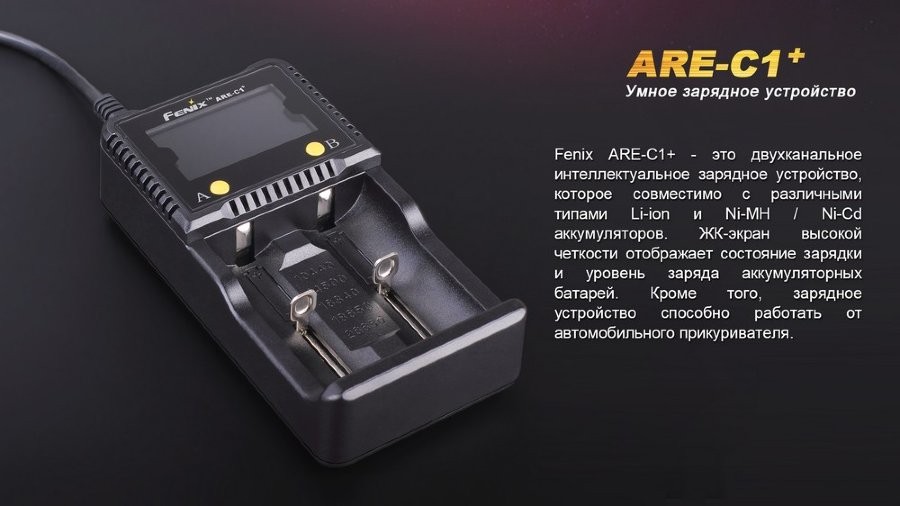 ARE-C1+
Умное зарядное устройство
Fenix ARE-C1+ - это двухканальное
интеллектуальное зарядное устройство,
которое совместимо с различными
типами Li-ion и Ni-MH / Ni-Cd
аккумуляторов. ЖК-экран высокой
четкости отображает состояние зарядки
и уровень заряда аккумуляторных
батарей. Кроме того, зарядное
устройство способно работать от
автомобильного прикуривателя.
FENIX™ ARE-C1+
A
B